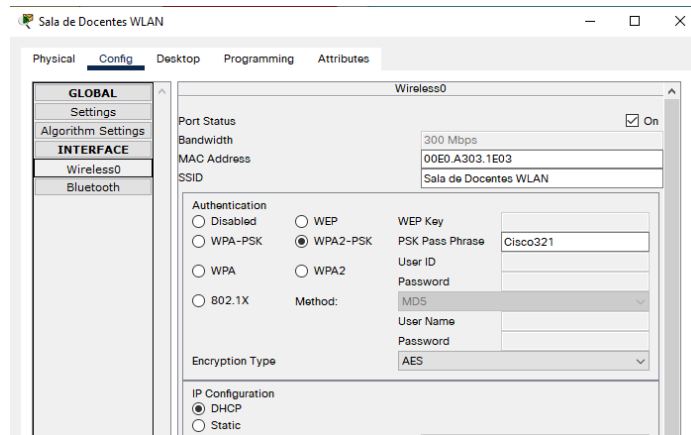 Sala de Docentes WLAN
Physical Config Desktop Programming Attributes
GLOBAL
Settings
Algorithm Settings
INTERFACE
Wireless0
Bluetooth
Wireless0
Port Status On
Bandwidth 300 Mbps
MAC Address 00E0.A303.1E03
SSID Sala de Docentes WLAN
Authentication
Disabled WEP WEP Key
WPA-PSK WPA2-PSK PSK Pass Phrase Cisco321
User ID
WPA WPA2
Password
802.1X Method: MD5
User Name
Password
Encryption Type AES
IP Configuration
DHCP
Static